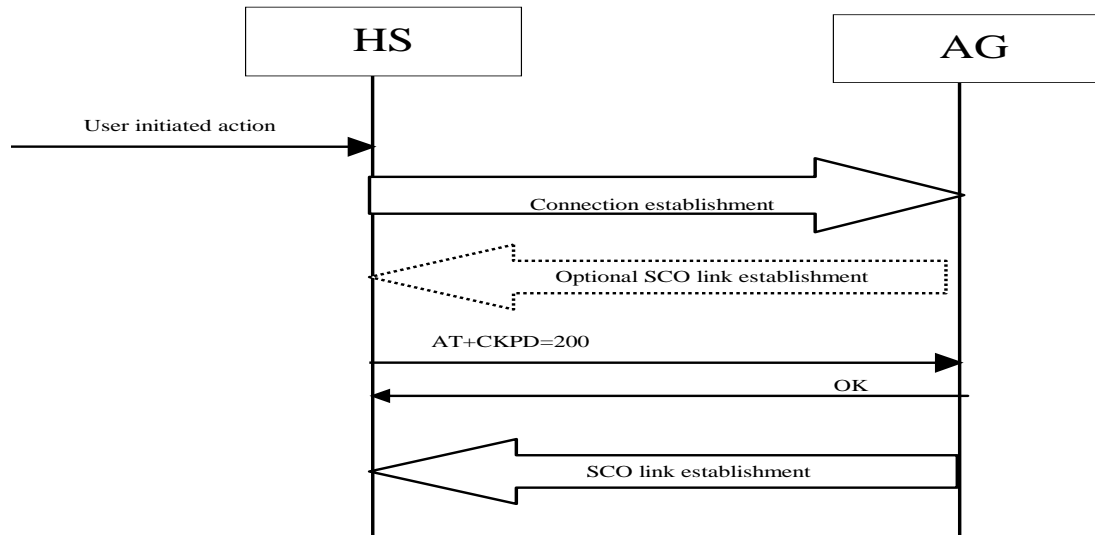 HS
AG
User initiated action
Connection establishment
Optional SCO link establishment
AT+CKPD=200
OK
SCO link establishment